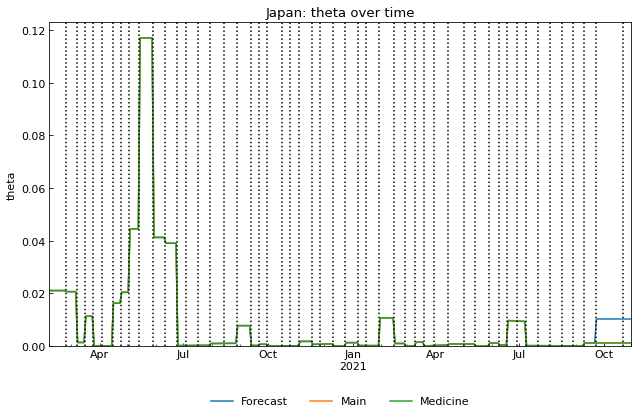 Japan: theta over time
0.12
0.10
0.08
0.06
0.04
0.02
0.00
theta
Apr Jul Oct Jan Apr Jul Oct
2021
Forecast Main Medicine